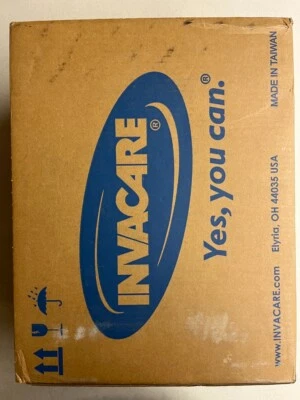 INVACARE®
Yes, you can.®
www.INVACARE.com Elyria, OH 44035 USA MADE IN TAIWAN